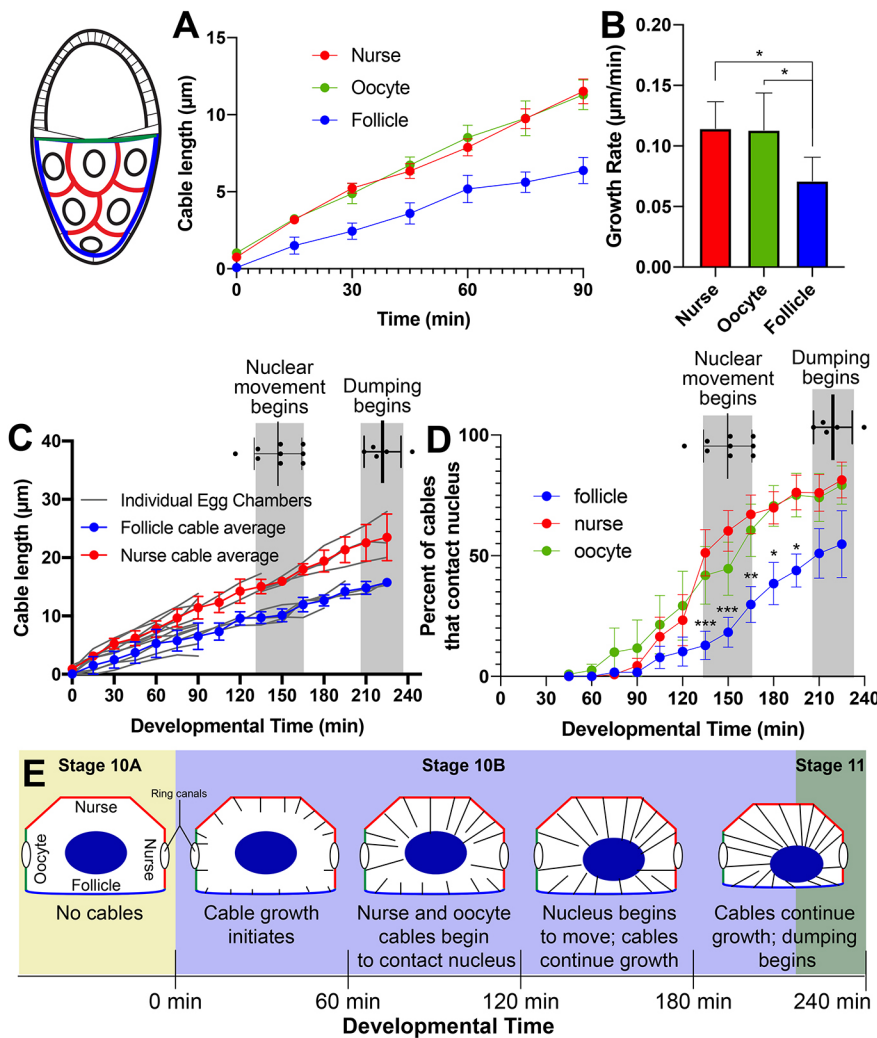 A
Cable length (µm)
15
10
5
0
0
30
60
90
Time (min)
Nurse
Oocyte
Follicle
B
Growth Rate (µm/min)
0.20
0.15
0.10
0.05
0.00
*
*
Nurse
Oocyte
Follicle
C
Nuclear
movement
begins
Dumping
begins
Cable length (µm)
40
30
20
10
0
Individual Egg Chambers
Follicle cable average
Nurse cable average
0
30
60
90
120
150
180
210
240
Developmental Time (min)
D
Nuclear
movement
begins
Dumping
begins
Percent of cables
that contact nucleus
100
50
0
follicle
nurse
oocyte
***
***
**
*
*
0
30
60
90
120
150
180
210
240
Developmental Time (min)
E
Stage 10A
Stage 10B
Stage 11
Ring canals
Nurse
Oocyte
Nurse
Follicle
No cables
Cable growth
initiates
Nurse and oocyte
cables begin
to contact nucleus
Nucleus begins
to move; cables
continue growth
Cables continue
growth; dumping
begins
0 min
60 min
120 min
180 min
240 min
Developmental Time